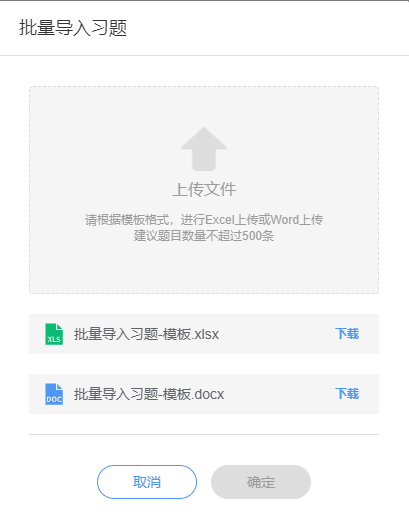 批量导入习题
上传文件
请根据模板格式，进行Excel上传或Word上传
建议题目数量不超过500条
XLS 批量导入习题-模板.xlsx 下载
DOC 批量导入习题-模板.docx 下载
取消 确定